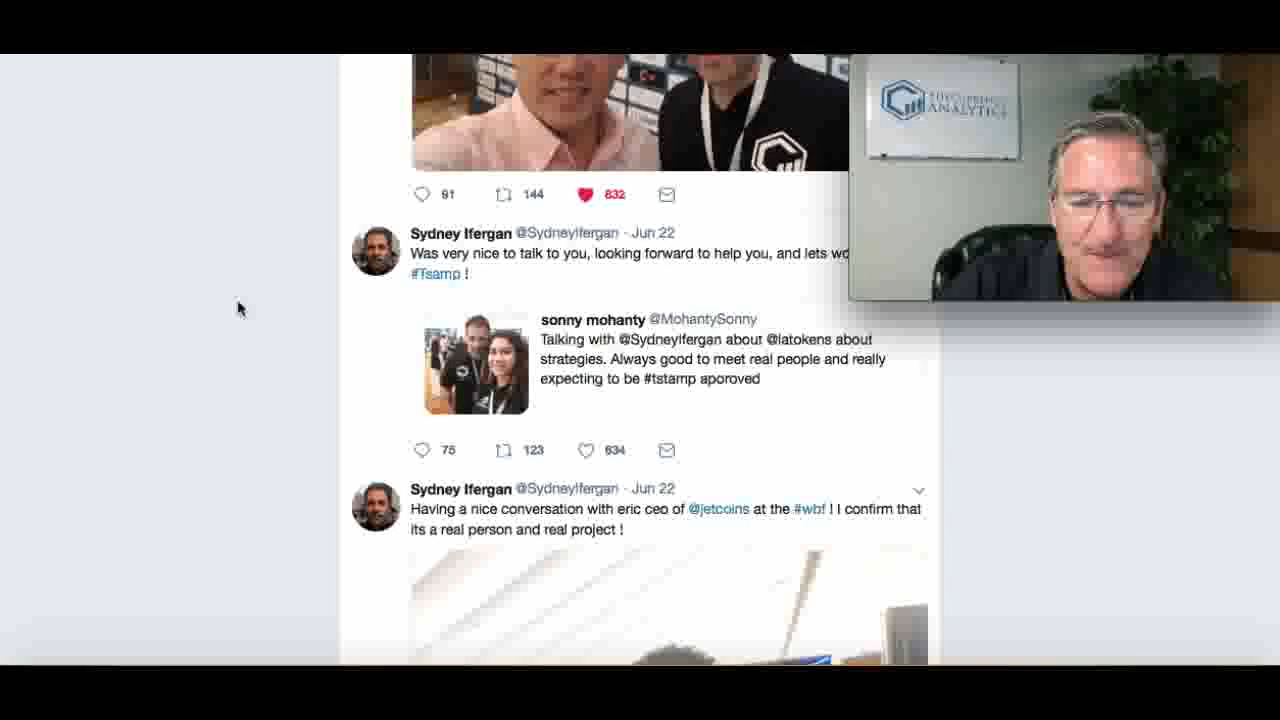 ANALYTICS
91 144 832
Sydney Ifergan @SydneyIfergan · Jun 22
Was very nice to talk to you, looking forward to help you, and lets wo
#Tsamp !
sonny mohanty @MohantySonny
Talking with @SydneyIfergan about @latokens about
strategies. Always good to meet real people and really
expecting to be #tstamp aporoved
75 123 634
Sydney Ifergan @SydneyIfergan · Jun 22
Having a nice conversation with eric ceo of @jetcoins at the #wbf ! I confirm that
its a real person and real project !